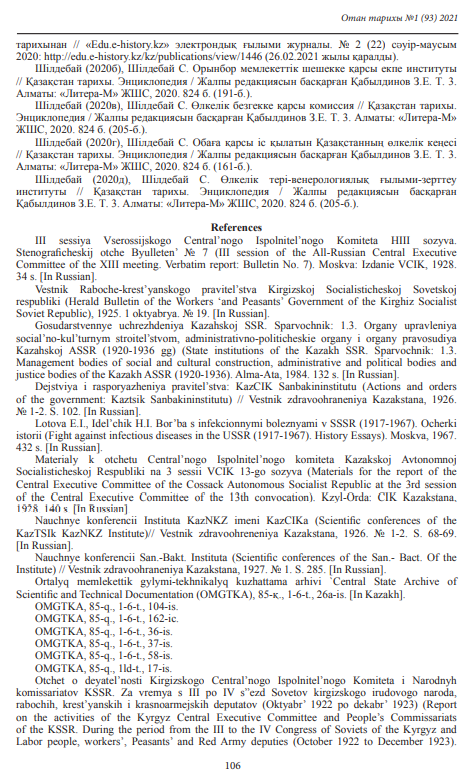 Отан тарихы №1 (93) 2021
тарихынан // «Edu.e-history.kz» электрондық ғылыми журналы. № 2 (22) сәуір-маусым
2020: http://edu.e-history.kz/kz/publications/view/1446 (26.02.2021 жылы қаралды).
Шілдебай (2020б), Шілдебай С. Орынбор мемлекеттік шешекке қарсы екпе институты
// Қазақстан тарихы. Энциклопедия / Жалпы редакциясын басқарған Қабылдинов З.Е. Т. 3.
Алматы: «Литера-М» ЖШС, 2020. 824 б. (191-б.).
Шілдебай (2020в), Шілдебай С. Өлкелік безгекке қарсы комиссия // Қазақстан тарихы.
Энциклопедия / Жалпы редакциясын басқарған Қабылдинов З.Е. Т. 3. Алматы: «Литера-М»
ЖШС, 2020. 824 б. (205-б.).
Шілдебай (2020г), Шілдебай С. Обаға қарсы іс қылатын Қазақстанның өлкелік кеңесі
// Қазақстан тарихы. Энциклопедия / Жалпы редакциясын басқарған Қабылдинов З.Е. Т. 3.
Алматы: «Литера-М» ЖШС, 2020. 824 б. (161-б.).
Шілдебай (2020д), Шілдебай С. Өлкелік тері-венерологиялық ғылыми-зерттеу
институты // Қазақстан тарихы. Энциклопедия / Жалпы редакциясын басқарған
Қабылдинов З.Е. Т. 3. Алматы: «Литера-М» ЖШС, 2020. 824 б. (205-б.).
References
III sessiya Vserossijskogo Central’nogo Ispolnitel’nogo Komiteta HIII sozyva.
Stenograficheskij otche Byulleten’ № 7 (III session of the All-Russian Central Executive
Committee of the XIII meeting. Verbatim report: Bulletin No. 7). Moskva: Izdanie VCIK, 1928.
34 s. [In Russian].
Vestnik Raboche-krest’yanskogo pravitel’stva Kirgizskoj Socialisticheskoj Sovetskoj
respubliki (Herald Bulletin of the Workers ‘and Peasants’ Government of the Kirghiz Socialist
Soviet Republic), 1925. 1 oktyabrya. № 19. [In Russian].
Gosudarstvennye uchrezhdeniya Kazahskoj SSR. Sparvochnik: 1.3. Organy upravleniya
social’no-kul’turnym stroitel’stvom, administrativno-politicheskie organy i organy pravosudiya
Kazahskoj ASSR (1920-1936 gg) (State institutions of the Kazakh SSR. Sparvochnik: 1.3.
Management bodies of social and cultural construction, administrative and political bodies and
justice bodies of the Kazakh ASSR (1920-1936). Alma-Ata, 1984. 132 s. [In Russian].
Dejstviya i rasporyazheniya pravitel’stva: KazCIK Sanbakininstitutu (Actions and orders
of the government: Kaztsik Sanbakininstitutu) // Vestnik zdravoohraneniya Kazakstana, 1926.
№ 1-2. S. 102. [In Russian].
Lotova E.I., Idel’chik H.I. Bor’ba s infekcionnymi boleznyami v SSSR (1917-1967). Ocherki
istorii (Fight against infectious diseases in the USSR (1917-1967). History Essays). Moskva, 1967.
432 s. [In Russian].
Materialy k otchetu Central’nogo Ispolnitel’nogo komiteta Kazakskoj Avtonomnoj
Socialisticheskoj Respubliki na 3 sessii VCIK 13-go sozyva (Materials for the report of the
Central Executive Committee of the Cossack Autonomous Socialist Republic at the 3rd session
of the Central Executive Committee of the 13th convocation). Kzyl-Orda: CIK Kazakstana,
1928. 140 s. [In Russian]
Nauchnye konferencii Instituta KazNKZ imeni KazCIKa (Scientific conferences of the
KazTSIk KazNKZ Institute)// Vestnik zdravoohreneniya Kazakstana, 1926. № 1-2. S. 68-69.
[In Russian].
Nauchnye konferencii San.-Bakt. Instituta (Scientific conferences of the San.- Bact. Of the
Institute) // Vestnik zdravoohraneniya Kazakstana, 1927. № 1. S. 285. [In Russian].
Ortalyq memlekettik gylymi-tekhnikalyq kuzhattama arhivi `Central State Archive of
Scientific and Technical Documentation (OMGTKA), 85-қ., 1-6-t., 26a-is. [In Kazakh].
OMGTKA, 85-q., 1-6-t., 104-is.
OMGTKA, 85-q., 1-6-t., 162-ic.
OMGTKA, 85-q., 1-6-t., 36-is.
OMGTKA, 85-q., 1-6-t., 37-is.
OMGTKA, 85-q., 1-6-t., 58-is.
OMGTKA, 85-q., 1ld-t., 17-is.
Otchet o deyatel’nosti Kirgizskogo Central’nogo Ispolnitel’nogo Komiteta i Narodnyh
komissariatov KSSR. Za vremya s III po IV s”ezd Sovetov kirgizskogo irudovogo naroda,
rabochih, krest’yanskih i krasnoarmejskih deputatov (Oktyabr’ 1922 po dekabr’ 1923) (Report
on the activities of the Kyrgyz Central Executive Committee and People’s Commissariats
of the KSSR. During the period from the III to the IV Congress of Soviets of the Kyrgyz and
Labor people, workers’, Peasants’ and Red Army deputies (October 1922 to December 1923).
106